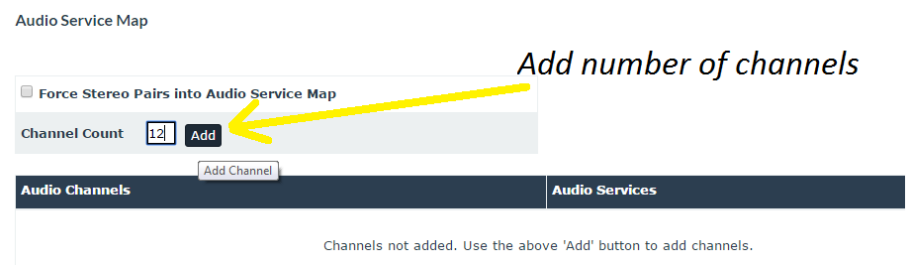 Audio Service Map
Add number of channels
Force Stereo Pairs into Audio Service Map
Channel Count 12 Add
Add Channel
Audio Channels Audio Services
Channels not added. Use the above 'Add' button to add channels.